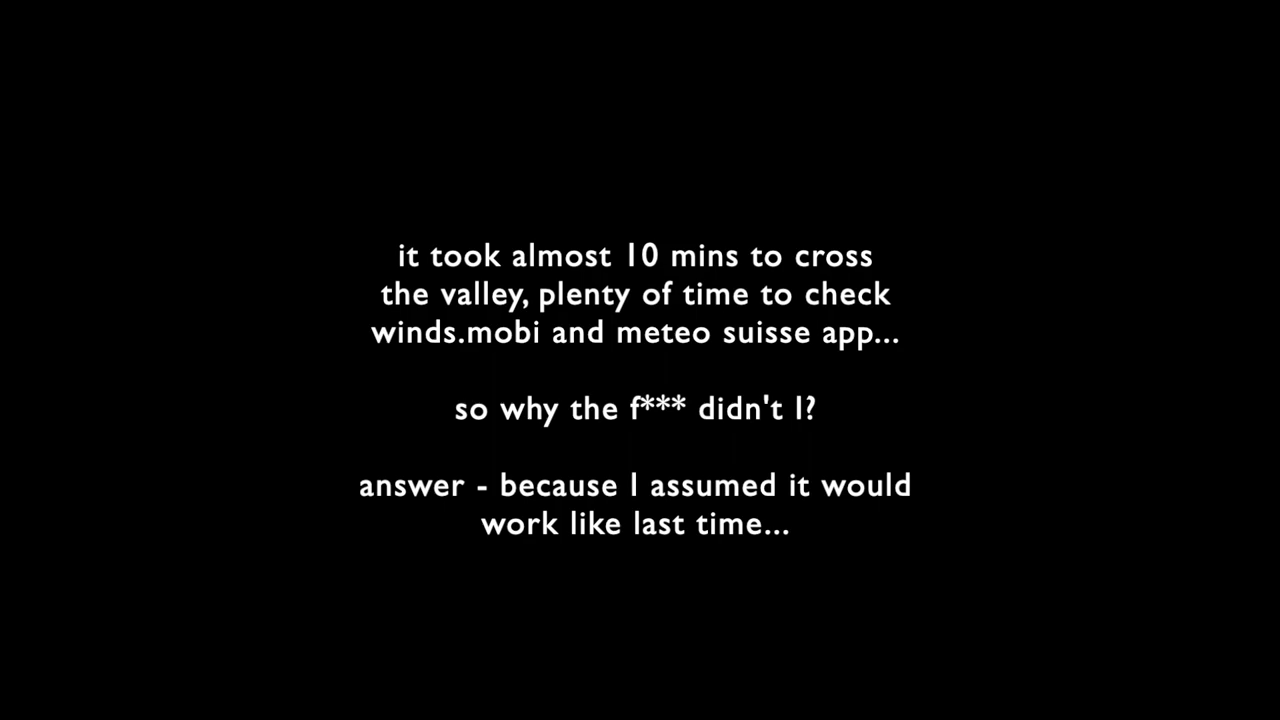 it took almost 10 mins to cross
the valley, plenty of time to check
winds.mobi and meteo suisse app...
so why the f*** didn't I?
answer - because I assumed it would
work like last time...